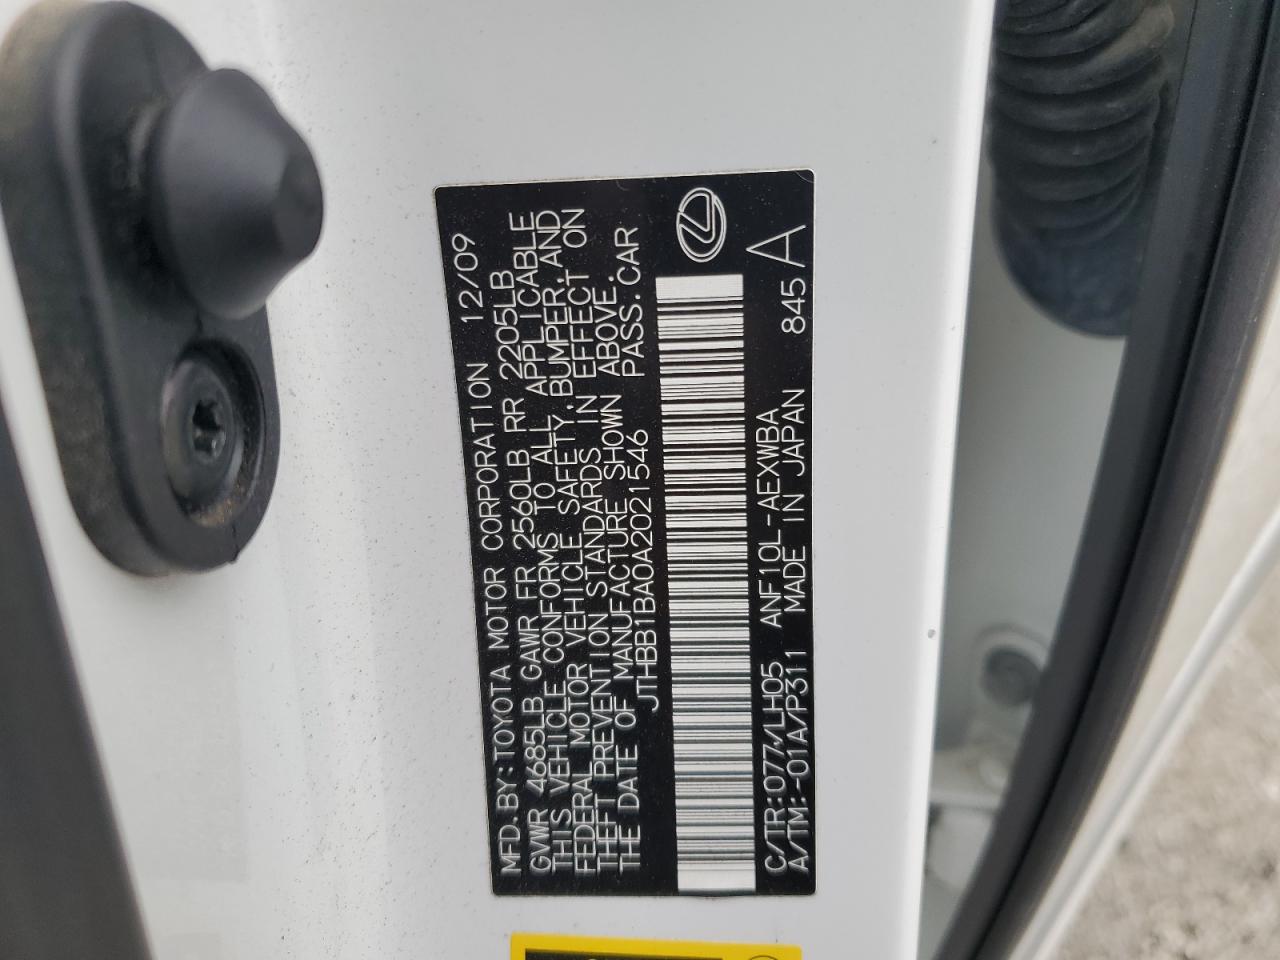 MFD.BY:TOYOTA MOTOR CORPORATION 12/09
GVWR 4685LB GAWR FR 2560LB RR 2205LB
THIS VEHICLE CONFORMS TO ALL APPLICABLE
FEDERAL MOTOR VEHICLE SAFETY,BUMPER,AND
THEFT PREVENTION STANDARDS IN EFFECT ON
THE DATE OF MANUFACTURE SHOWN ABOVE.
JTHBB1BA0A2021546 PASS.CAR
C/TR:077/LH05 ANF10L-AEXWBA 845 A
A/TM:-01A/P311 MADE IN JAPAN